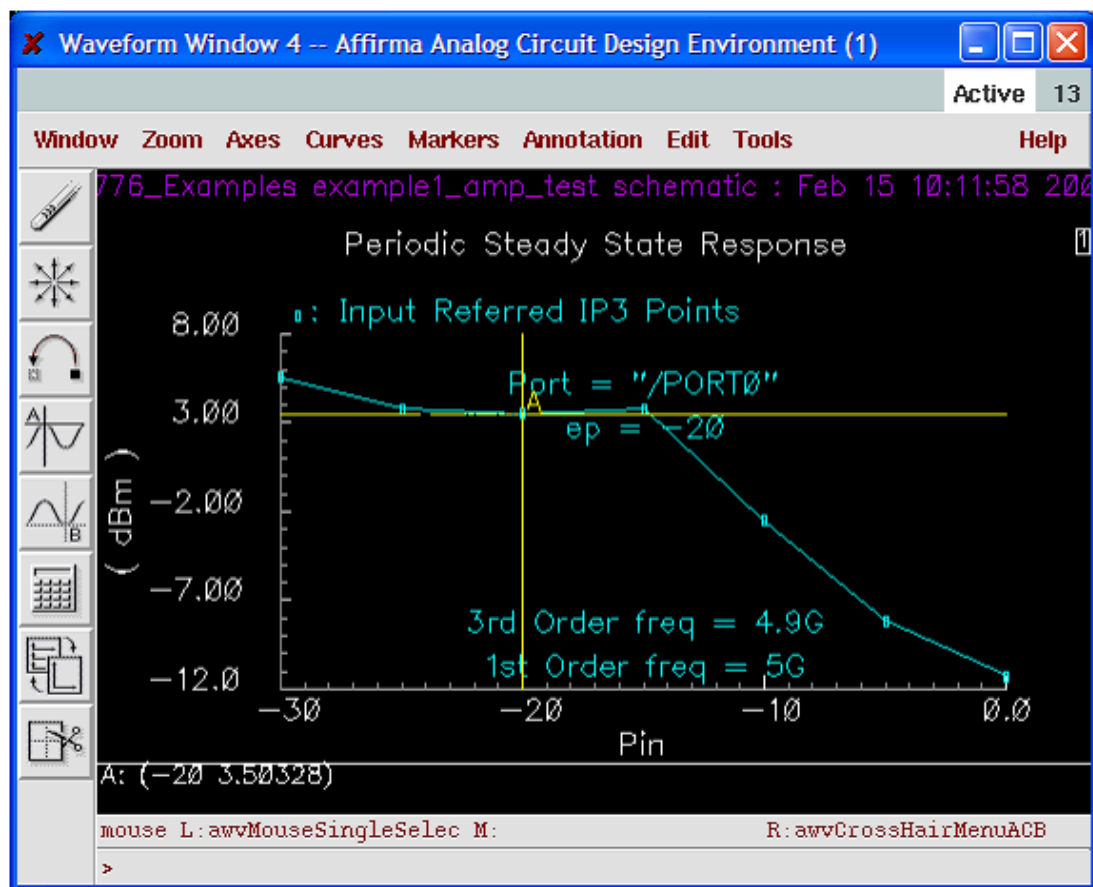 Waveform Window 4 -- Affirma Analog Circuit Design Environment (1)
Active 13
Window Zoom Axes Curves Markers Annotation Edit Tools Help
776_Examples example1_amp_test schematic : Feb 15 10:11:58 200
Periodic Steady State Response
1
: Input Referred IP3 Points
8.00
Port = "/PORT0"
A
3.00
ep = -20
A
B
( dBm )
-2.00
-7.00
3rd Order freq = 4.9G
1st Order freq = 5G
-12.0
-30 -20 -10 0.0
Pin
A: (-20 3.50328)
mouse L:awvMouseSingleSelec M: R:awvCrossHairMenuACB
>